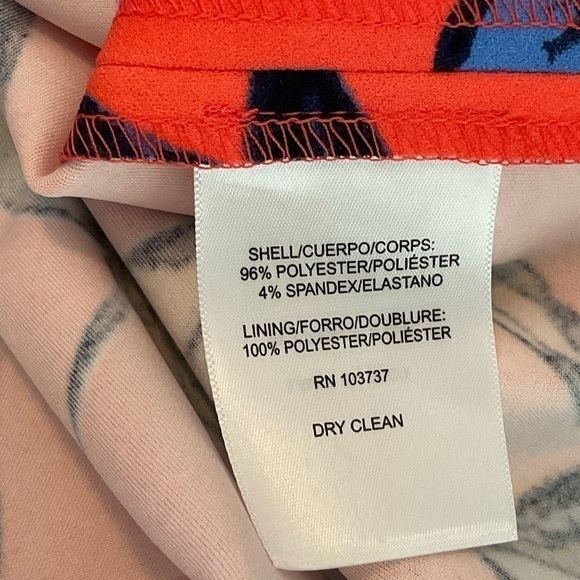 SHELL/CUERPO/CORPS:
96% POLYESTER/POLIÉSTER
4% SPANDEX/ELASTANO
LINING/FORRO/DOUBLURE:
100% POLYESTER/POLIÉSTER
RN 103737
DRY CLEAN